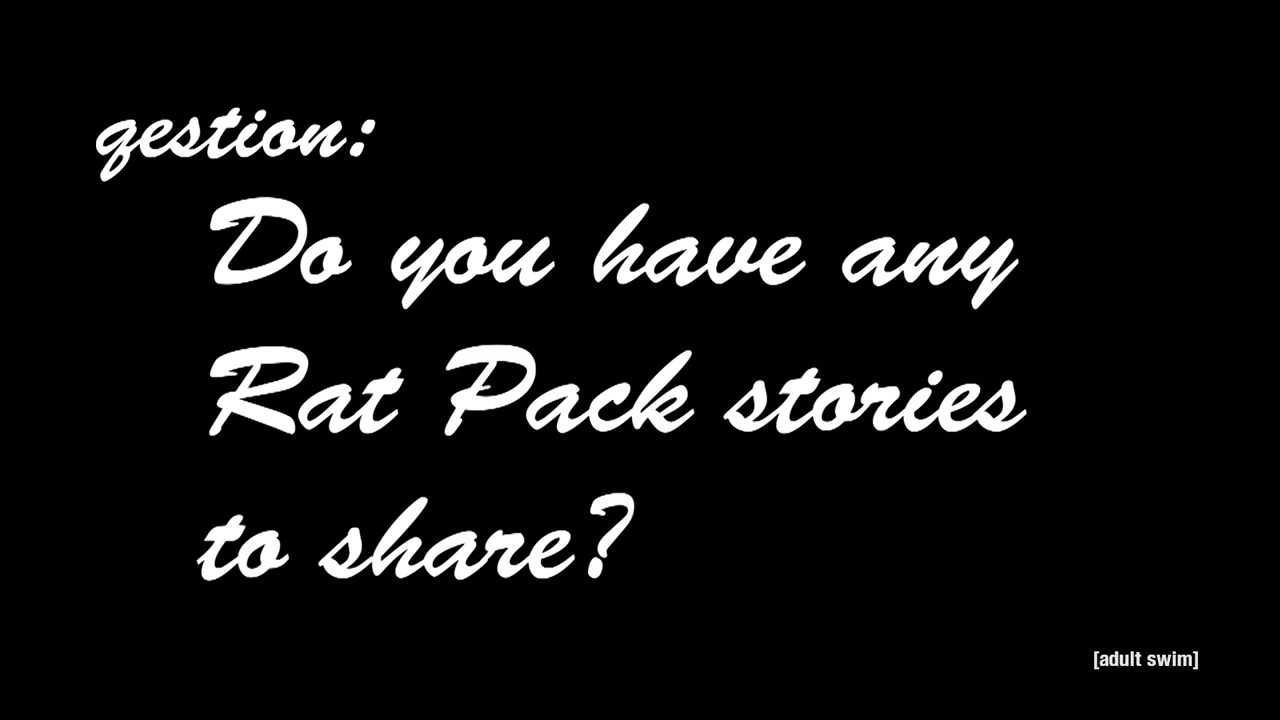 qestion:
Do you have any
Rat Pack stories
to share?
[adult swim]